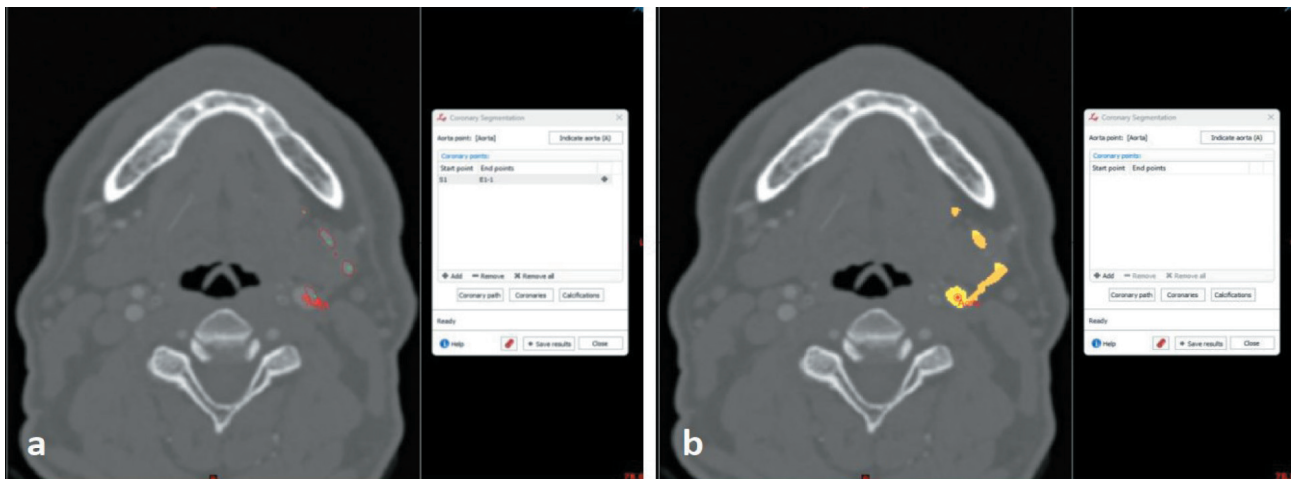 Coronary Segmentation
Aorta point: [Aorta] Indicate aorta (A)
Coronary points:
Start point End points
S1 E1-1
Add Remove Remove all
Coronary path Coronaries Calcifications
Ready
Help Save results Close
a
Coronary Segmentation
Aorta point: [Aorta] Indicate aorta (A)
Coronary points:
Start point End points
Add Remove Remove all
Coronary path Coronaries Calcifications
Ready
Help Save results Close
b